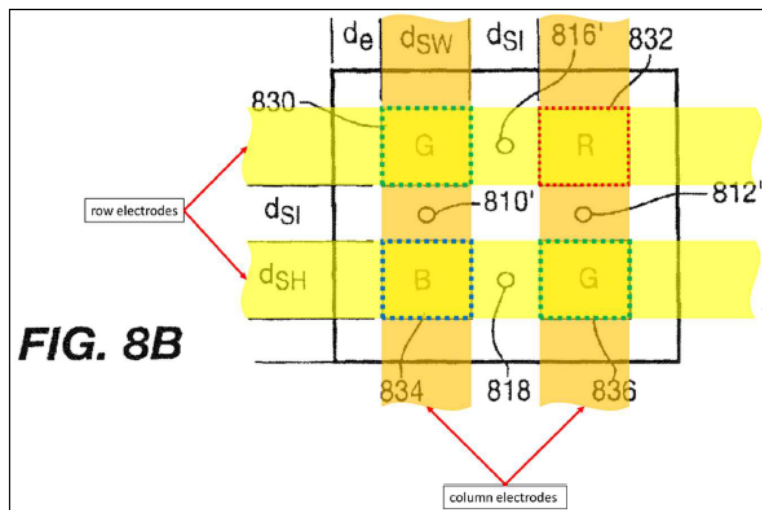 de dSW dSI 816' 832
830
G R
810' 812'
row electrodes
dSI
dSH B G
FIG. 8B
834 818 836
column electrodes